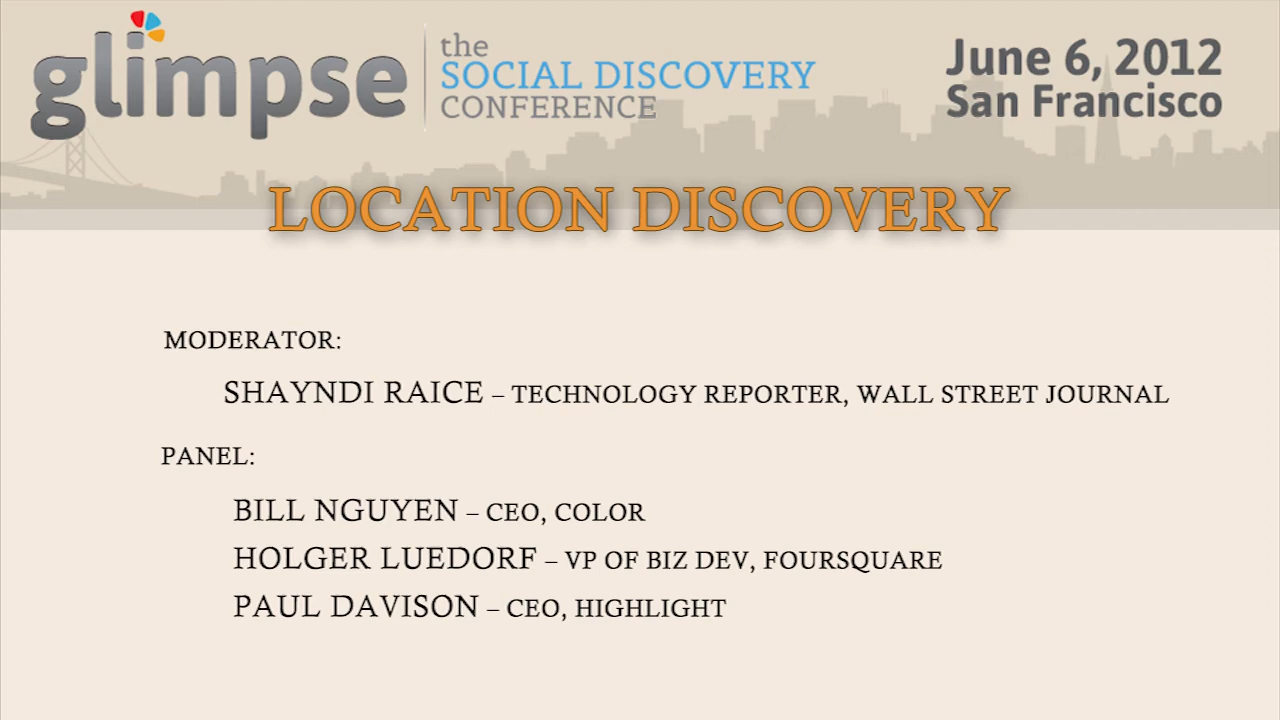 glimpse
the
SOCIAL DISCOVERY
CONFERENCE
June 6, 2012
San Francisco
LOCATION DISCOVERY
MODERATOR:
SHAYNDI RAICE – TECHNOLOGY REPORTER, WALL STREET JOURNAL
PANEL:
BILL NGUYEN – CEO, COLOR
HOLGER LUEDORF – VP OF BIZ DEV, FOURSQUARE
PAUL DAVISON – CEO, HIGHLIGHT